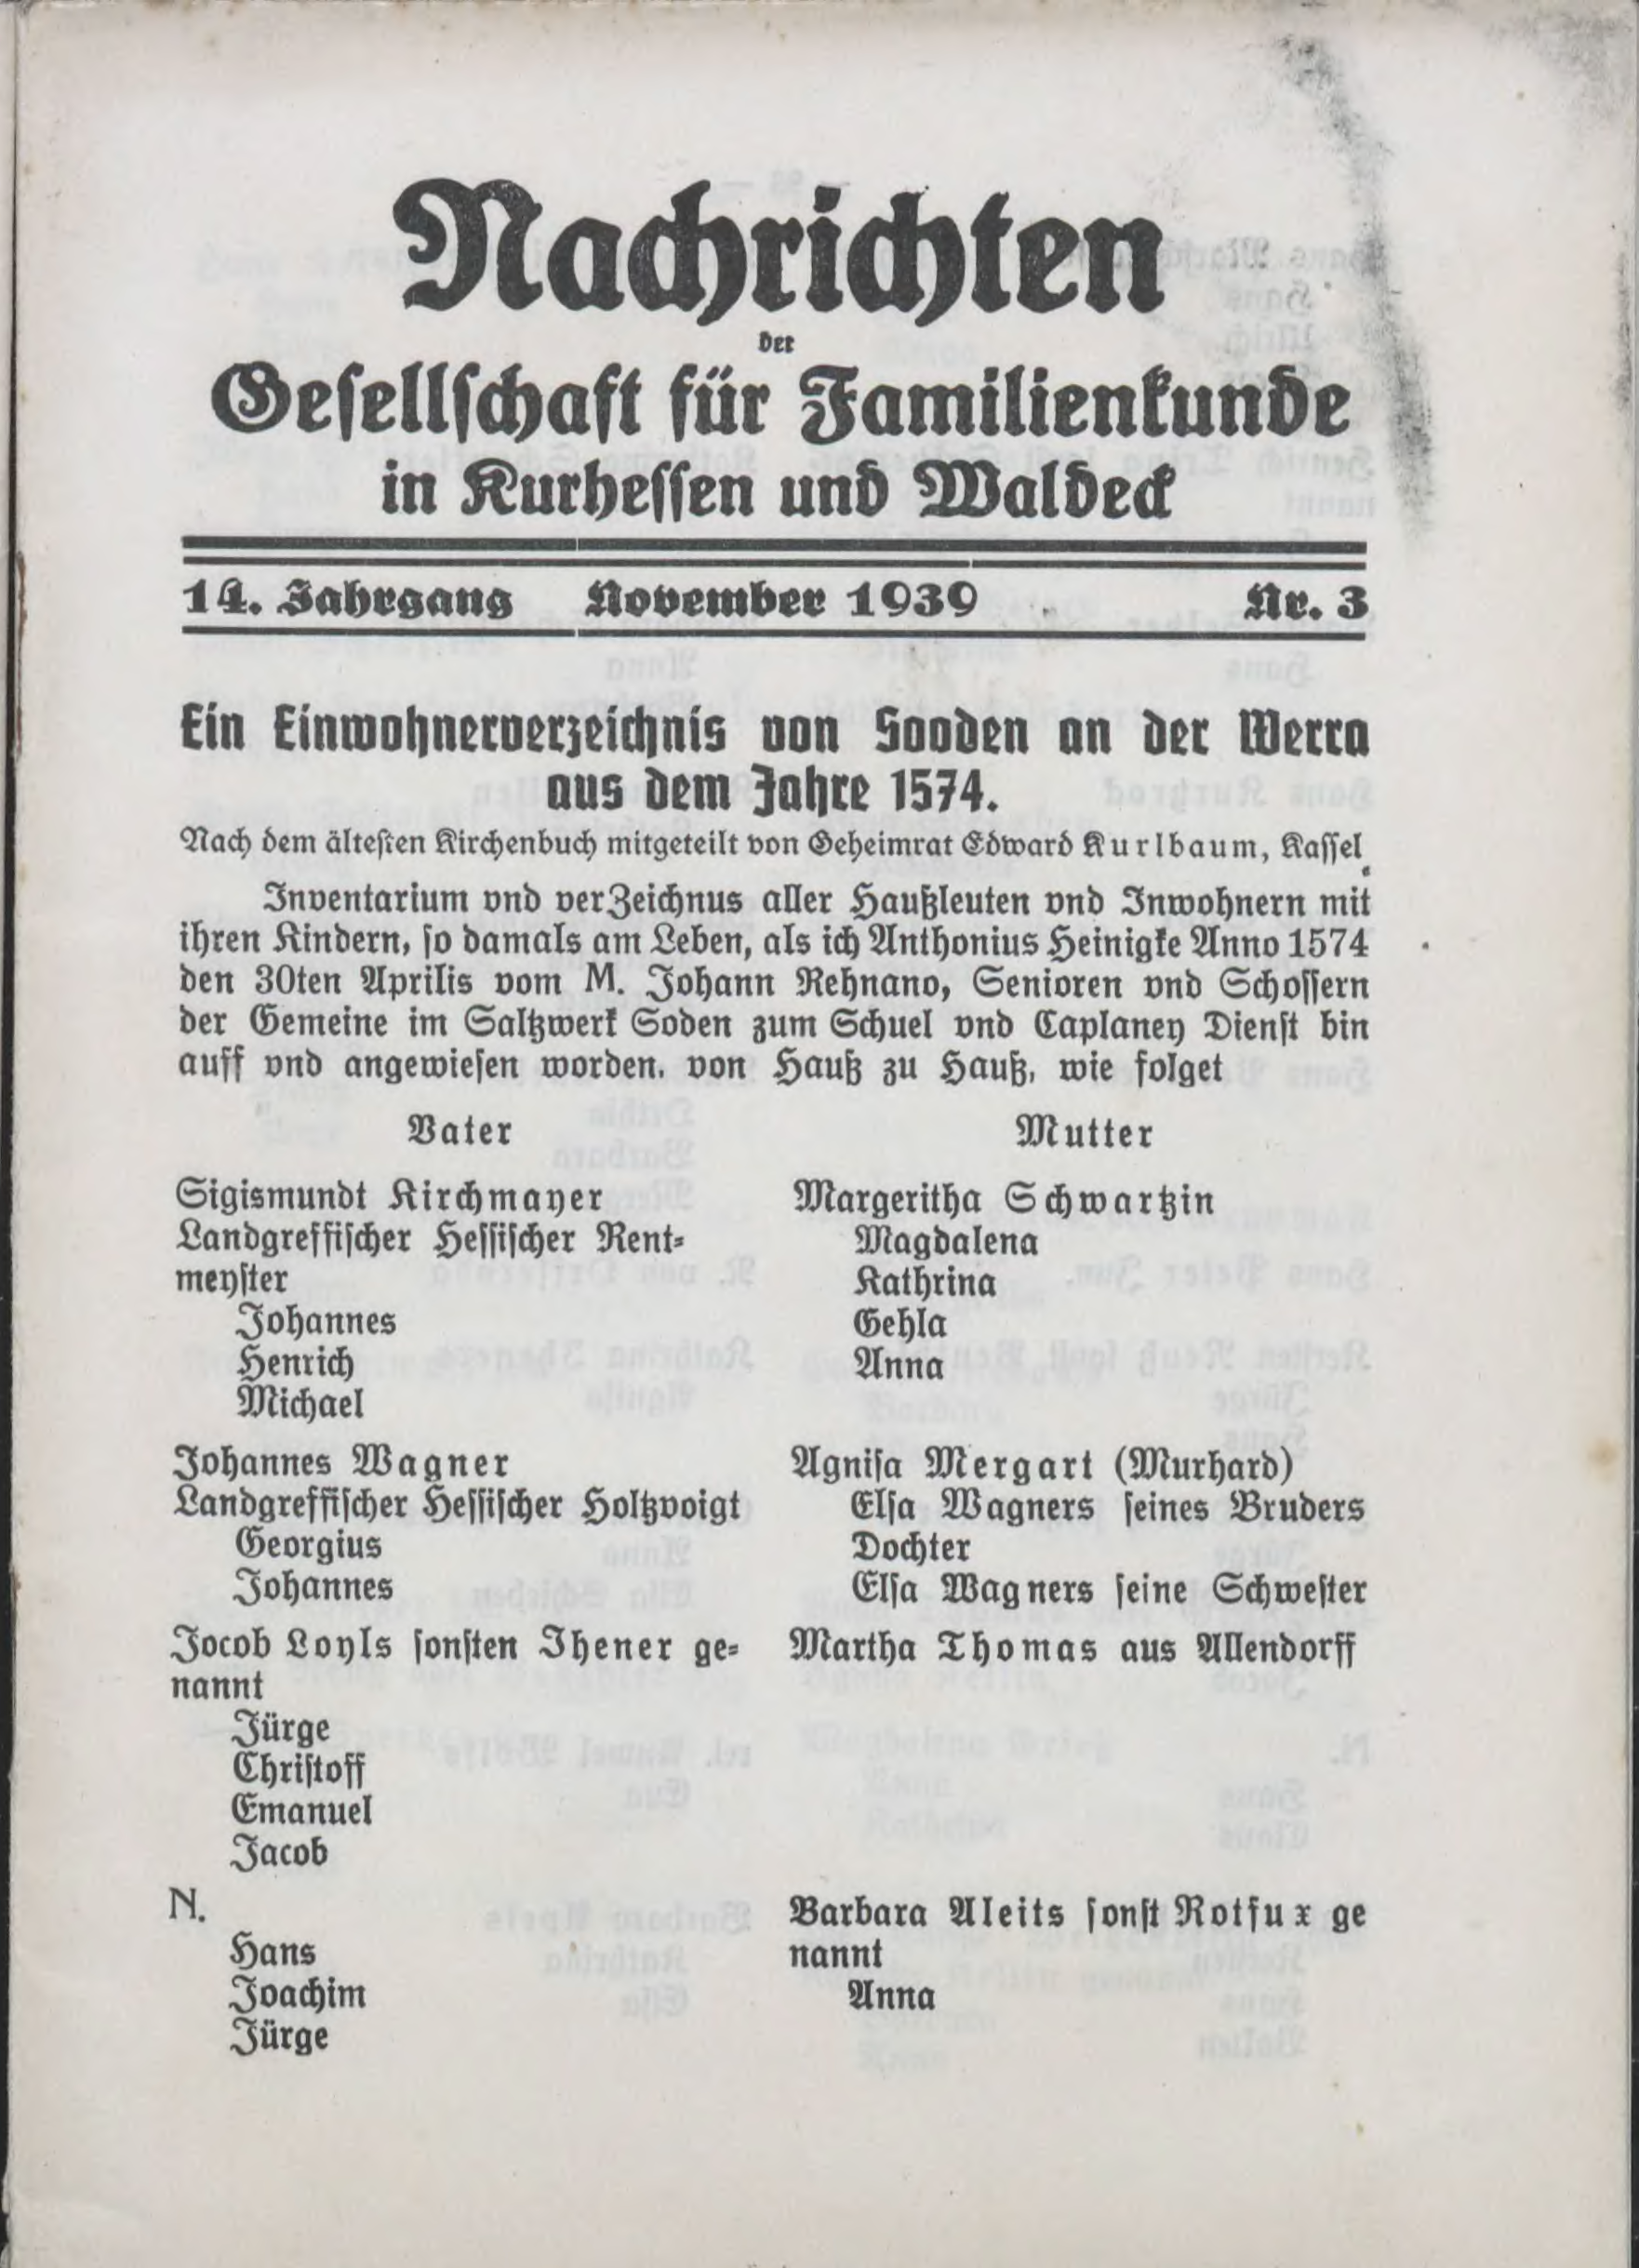 Nachrichten
der
Gesellschaft für Familienkunde
in Kurhessen und Waldeck
14. Jahrgang November 1939 Nr. 3
Ein Einwohnerverzeichnis von Sooden an der Werra
aus dem Jahre 1574.
Nach dem ältesten Kirchenbuch mitgeteilt von Geheimrat Edward Kurlbaum, Kassel.
Inventarium vnd verZeichnus aller Haußleuten vnd Inwohnern mit
ihren Kindern, so damals am Leben, als ich Anthonius Heinigke Anno 1574
den 30ten Aprilis vom M. Johann Rehnano, Senioren vnd Schossern
der Gemeine im Saltzwerk Soden zum Schuel vnd Caplaney Dienst bin
auff vnd angewiesen worden, von Hauß zu Hauß, wie folget
Vater
Sigismundt Kirchmayer
Landgreffischer Hessischer Rent-
meyster
Johannes
Henrich
Michael
Johannes Wagner
Landgreffischer Hessischer Holtzvoigt
Georgius
Johannes
Jocob Loyls sonsten Ihener ge-
nannt
Jürge
Christoff
Emanuel
Jacob
N.
Hans
Joachim
Jürge
Mutter
Margeritha Schwartzin
Magdalena
Kathrina
Gehla
Anna
Agnisa Mergart (Murhard)
Elsa Wagners seines Bruders
Dochter
Elsa Wagners seine Schwester
Martha Thomas aus Allendorff
Barbara Aleits sonst Rotfux ge
nannt
Anna